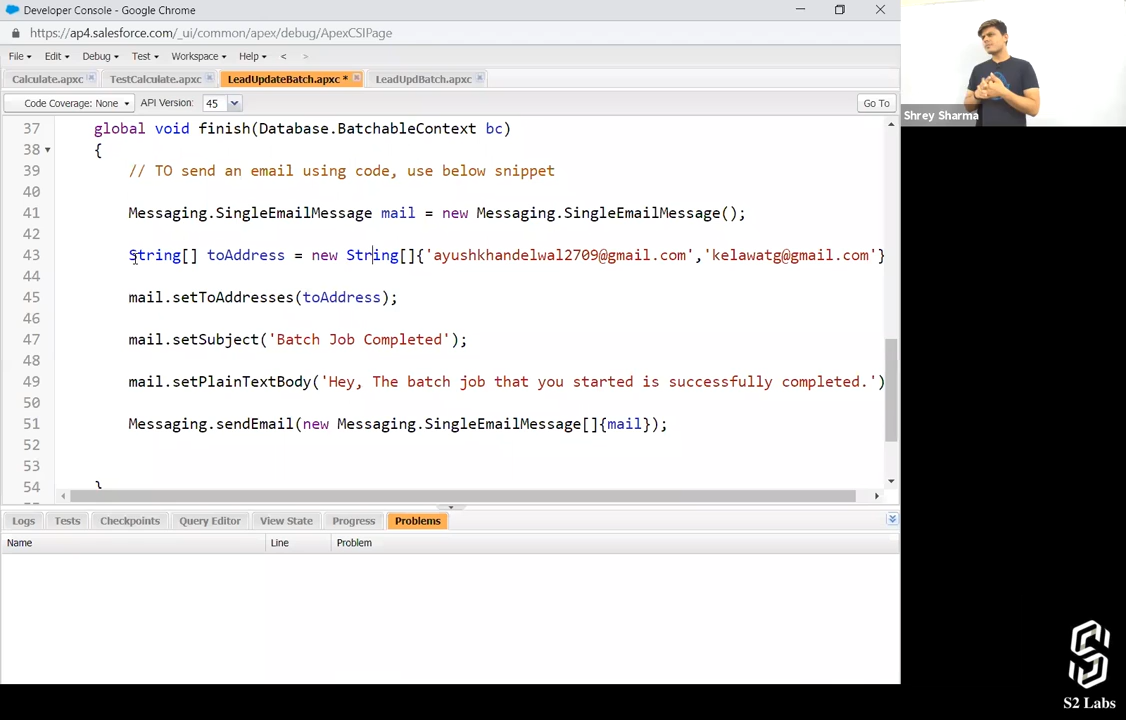 Developer Console - Google Chrome
https://ap4.salesforce.com/_ui/common/apex/debug/ApexCSIPage
File Edit Debug Test Workspace Help < >
Calculate.apxc TestCalculate.apxc LeadUpdateBatch.apxc * LeadUpdBatch.apxc
Code Coverage: None API Version: 45 Go To
37 global void finish(Database.BatchableContext bc)
38 {
39 // TO send an email using code, use below snippet
40
41 Messaging.SingleEmailMessage mail = new Messaging.SingleEmailMessage();
42
43 String[] toAddress = new String[]{'ayushkhandelwal2709@gmail.com','kelawatg@gmail.com'}
44
45 mail.setToAddresses(toAddress);
46
47 mail.setSubject('Batch Job Completed');
48
49 mail.setPlainTextBody('Hey, The batch job that you started is successfully completed.')
50
51 Messaging.sendEmail(new Messaging.SingleEmailMessage[]{mail});
52
53
54 }
Logs Tests Checkpoints Query Editor View State Progress Problems
Name Line Problem
Shrey Sharma
S2 Labs